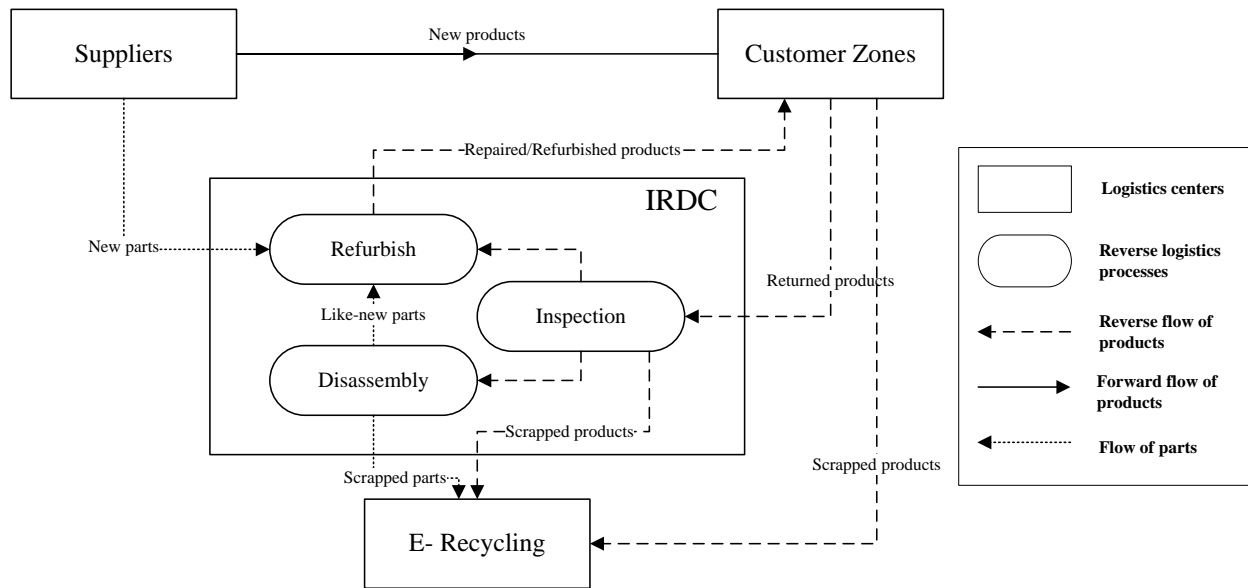 New products
Suppliers
Customer Zones
Repaired/Refurbished products
IRDC
New parts
Refurbish
Returned products
Like-new parts
Inspection
Disassembly
Scrapped products
Scrapped parts
Scrapped products
E- Recycling
Logistics centers
Reverse logistics
processes
Reverse flow of
products
Forward flow of
products
Flow of parts